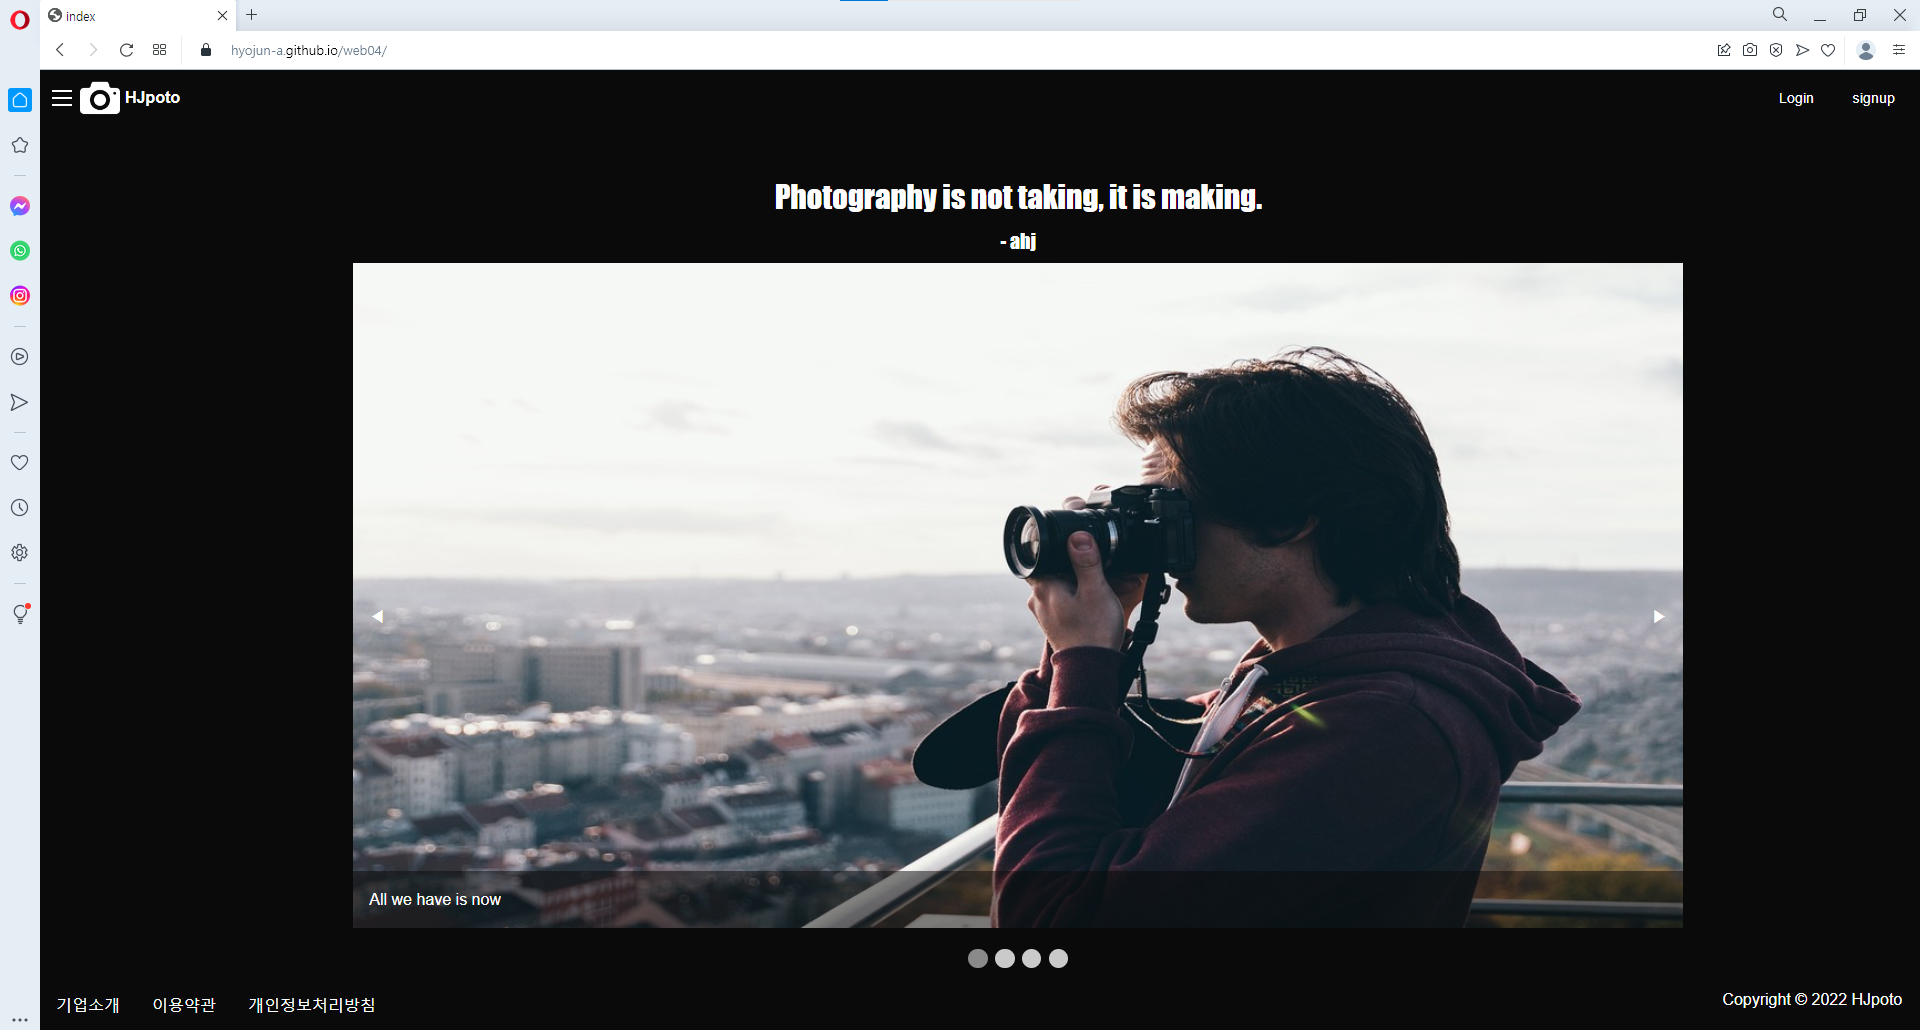 index
hyojun-a.github.io/web04/
HJpoto
Login
signup
Photography is not taking, it is making.
- ahj
All we have is now
기업소개
이용약관
개인정보처리방침
Copyright © 2022 HJpoto